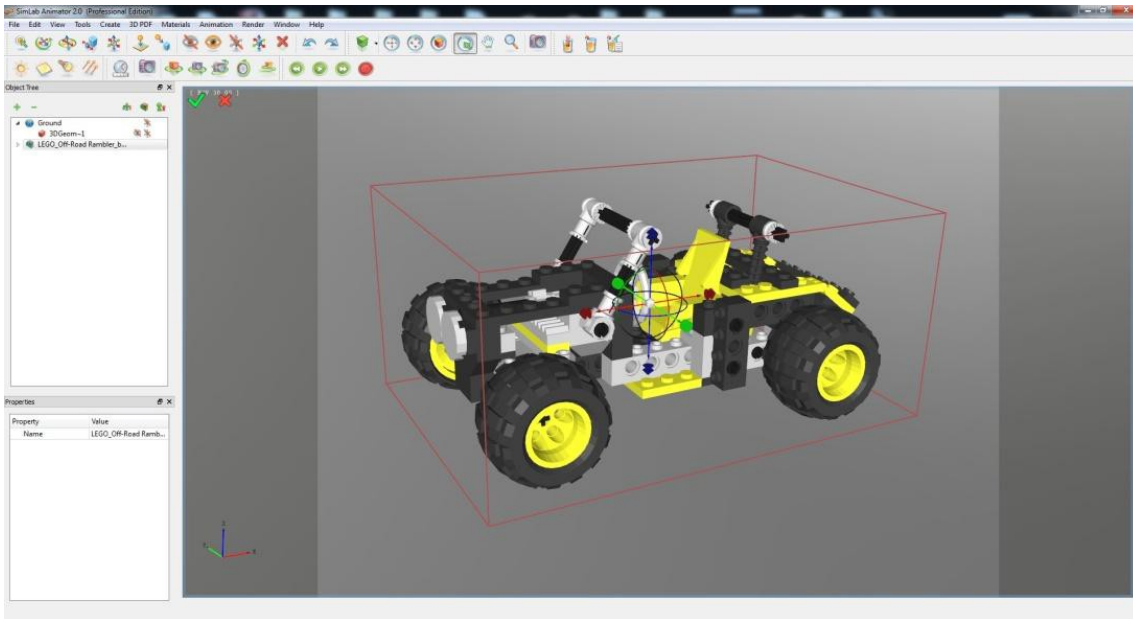 SimLab Animator 2.0 (Professional Edition)
File Edit View Tools Create 3D PDF Materials Animation Render Window Help
Object Tree
Ground
3DGeom-1
LEGO_Off-Road Rambler_b...
Properties
Property Value
Name LEGO_Off-Road Ramb...
Z
X